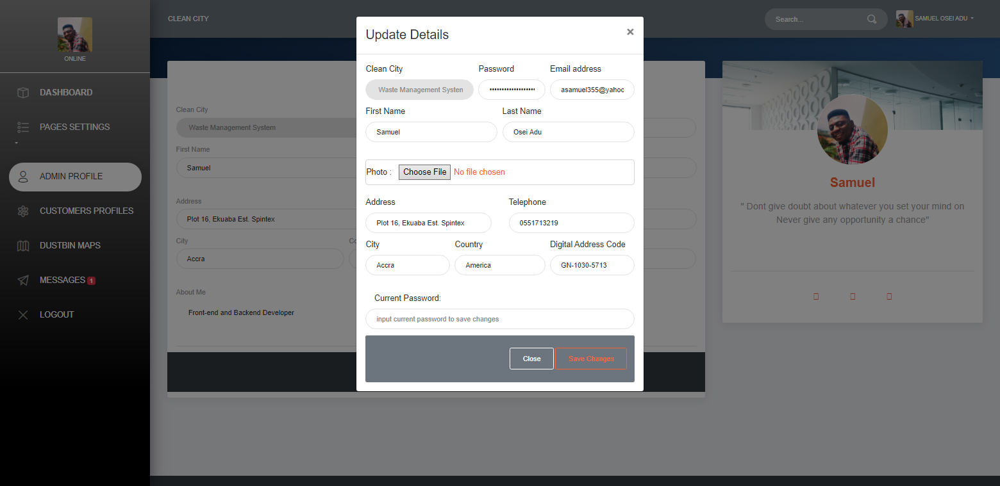 ONLINE
DASHBOARD
PAGES SETTINGS
ADMIN PROFILE
CUSTOMERS PROFILES
DUSTBIN MAPS
MESSAGES 1
LOGOUT
CLEAN CITY
Search...
SAMUEL OSEI ADU
Clean City
Waste Management System
First Name
Samuel
Address
Plot 16, Ekuaba Est. Spintex
City
Co
Accra
About Me
Front-end and Backend Developer
Update Details
×
Clean City Password Email address
Waste Management System •••••••••••••••••• asamuel355@yahoc
First Name Last Name
Samuel Osei Adu
Photo : Choose File No file chosen
Address Telephone
Plot 16, Ekuaba Est. Spintex 0551713219
City Country Digital Address Code
Accra America GN-1030-5713
Current Password:
input current password to save changes
Close Save Changes
Samuel
" Dont give doubt about whatever you set your mind on
Never give any opportunity a chance"